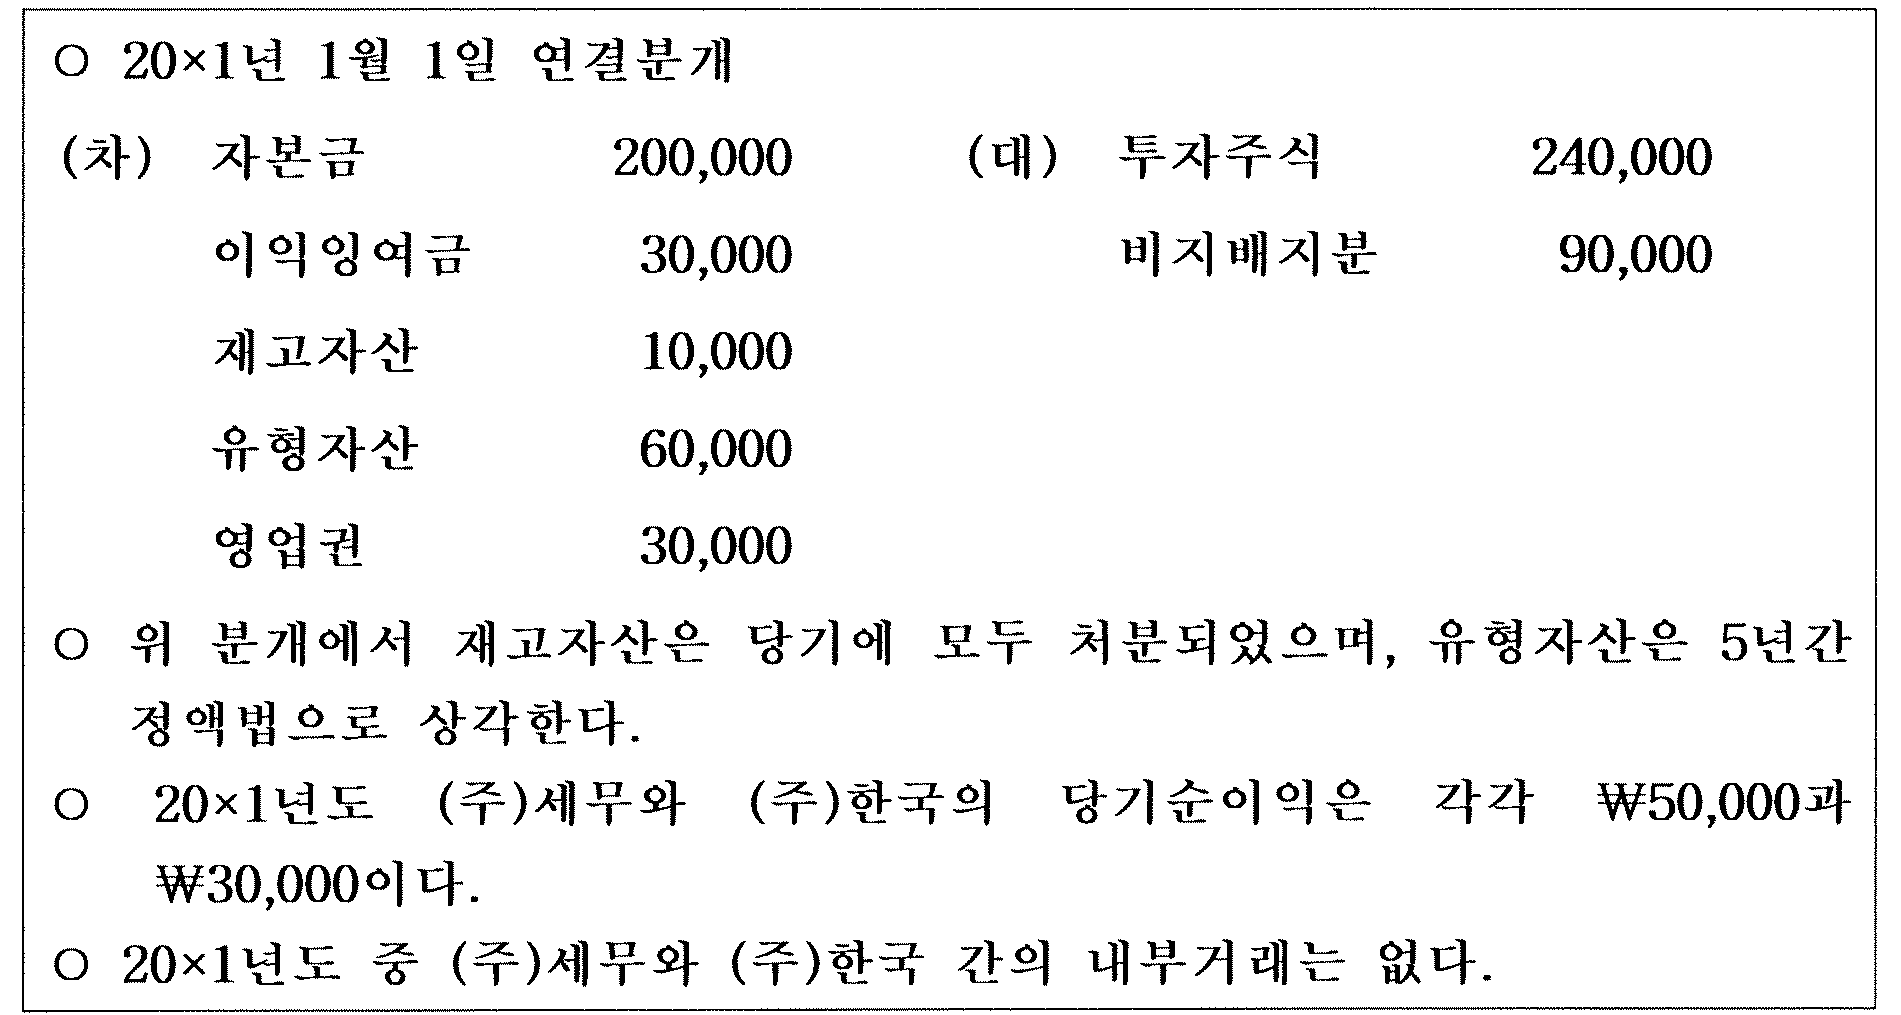 ○ 20×1년 1월 1일 연결분개
(차) 자본금 200,000 (대) 투자주식 240,000
이익잉여금 30,000 비지배지분 90,000
재고자산 10,000
유형자산 60,000
영업권 30,000
○ 위 분개에서 재고자산은 당기에 모두 처분되었으며, 유형자산은 5년간
정액법으로 상각한다.
○ 20×1년도 (주)세무와 (주)한국의 당기순이익은 각각 ₩50,000과
₩30,000이다.
○ 20×1년도 중 (주)세무와 (주)한국 간의 내부거래는 없다.